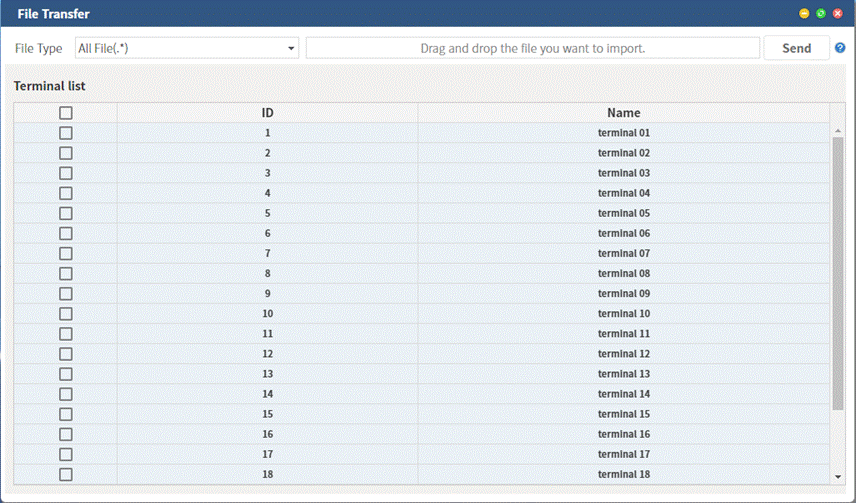 File Transfer
File Type All File(.*) Drag and drop the file you want to import. Send ?
Terminal list
ID Name
1 terminal 01
2 terminal 02
3 terminal 03
4 terminal 04
5 terminal 05
6 terminal 06
7 terminal 07
8 terminal 08
9 terminal 09
10 terminal 10
11 terminal 11
12 terminal 12
13 terminal 13
14 terminal 14
15 terminal 15
16 terminal 16
17 terminal 17
18 terminal 18